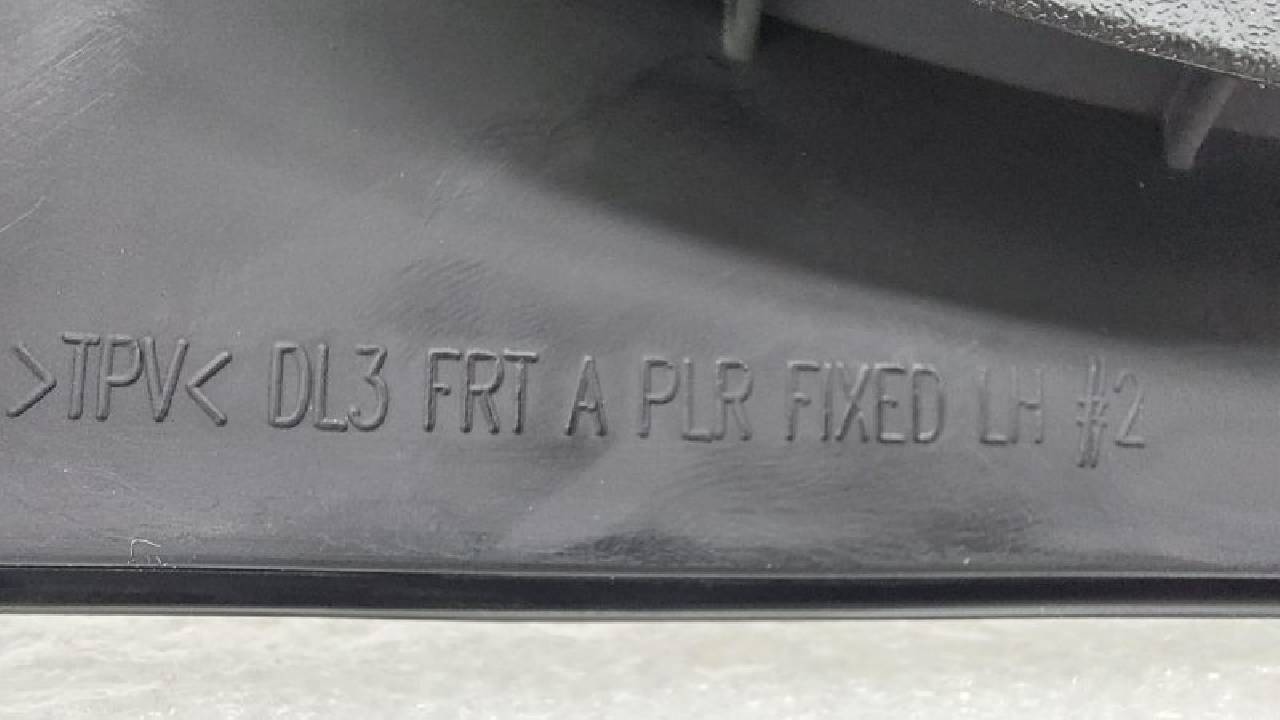 >TPV< DL3 FRT A PLR FIXED LH #2